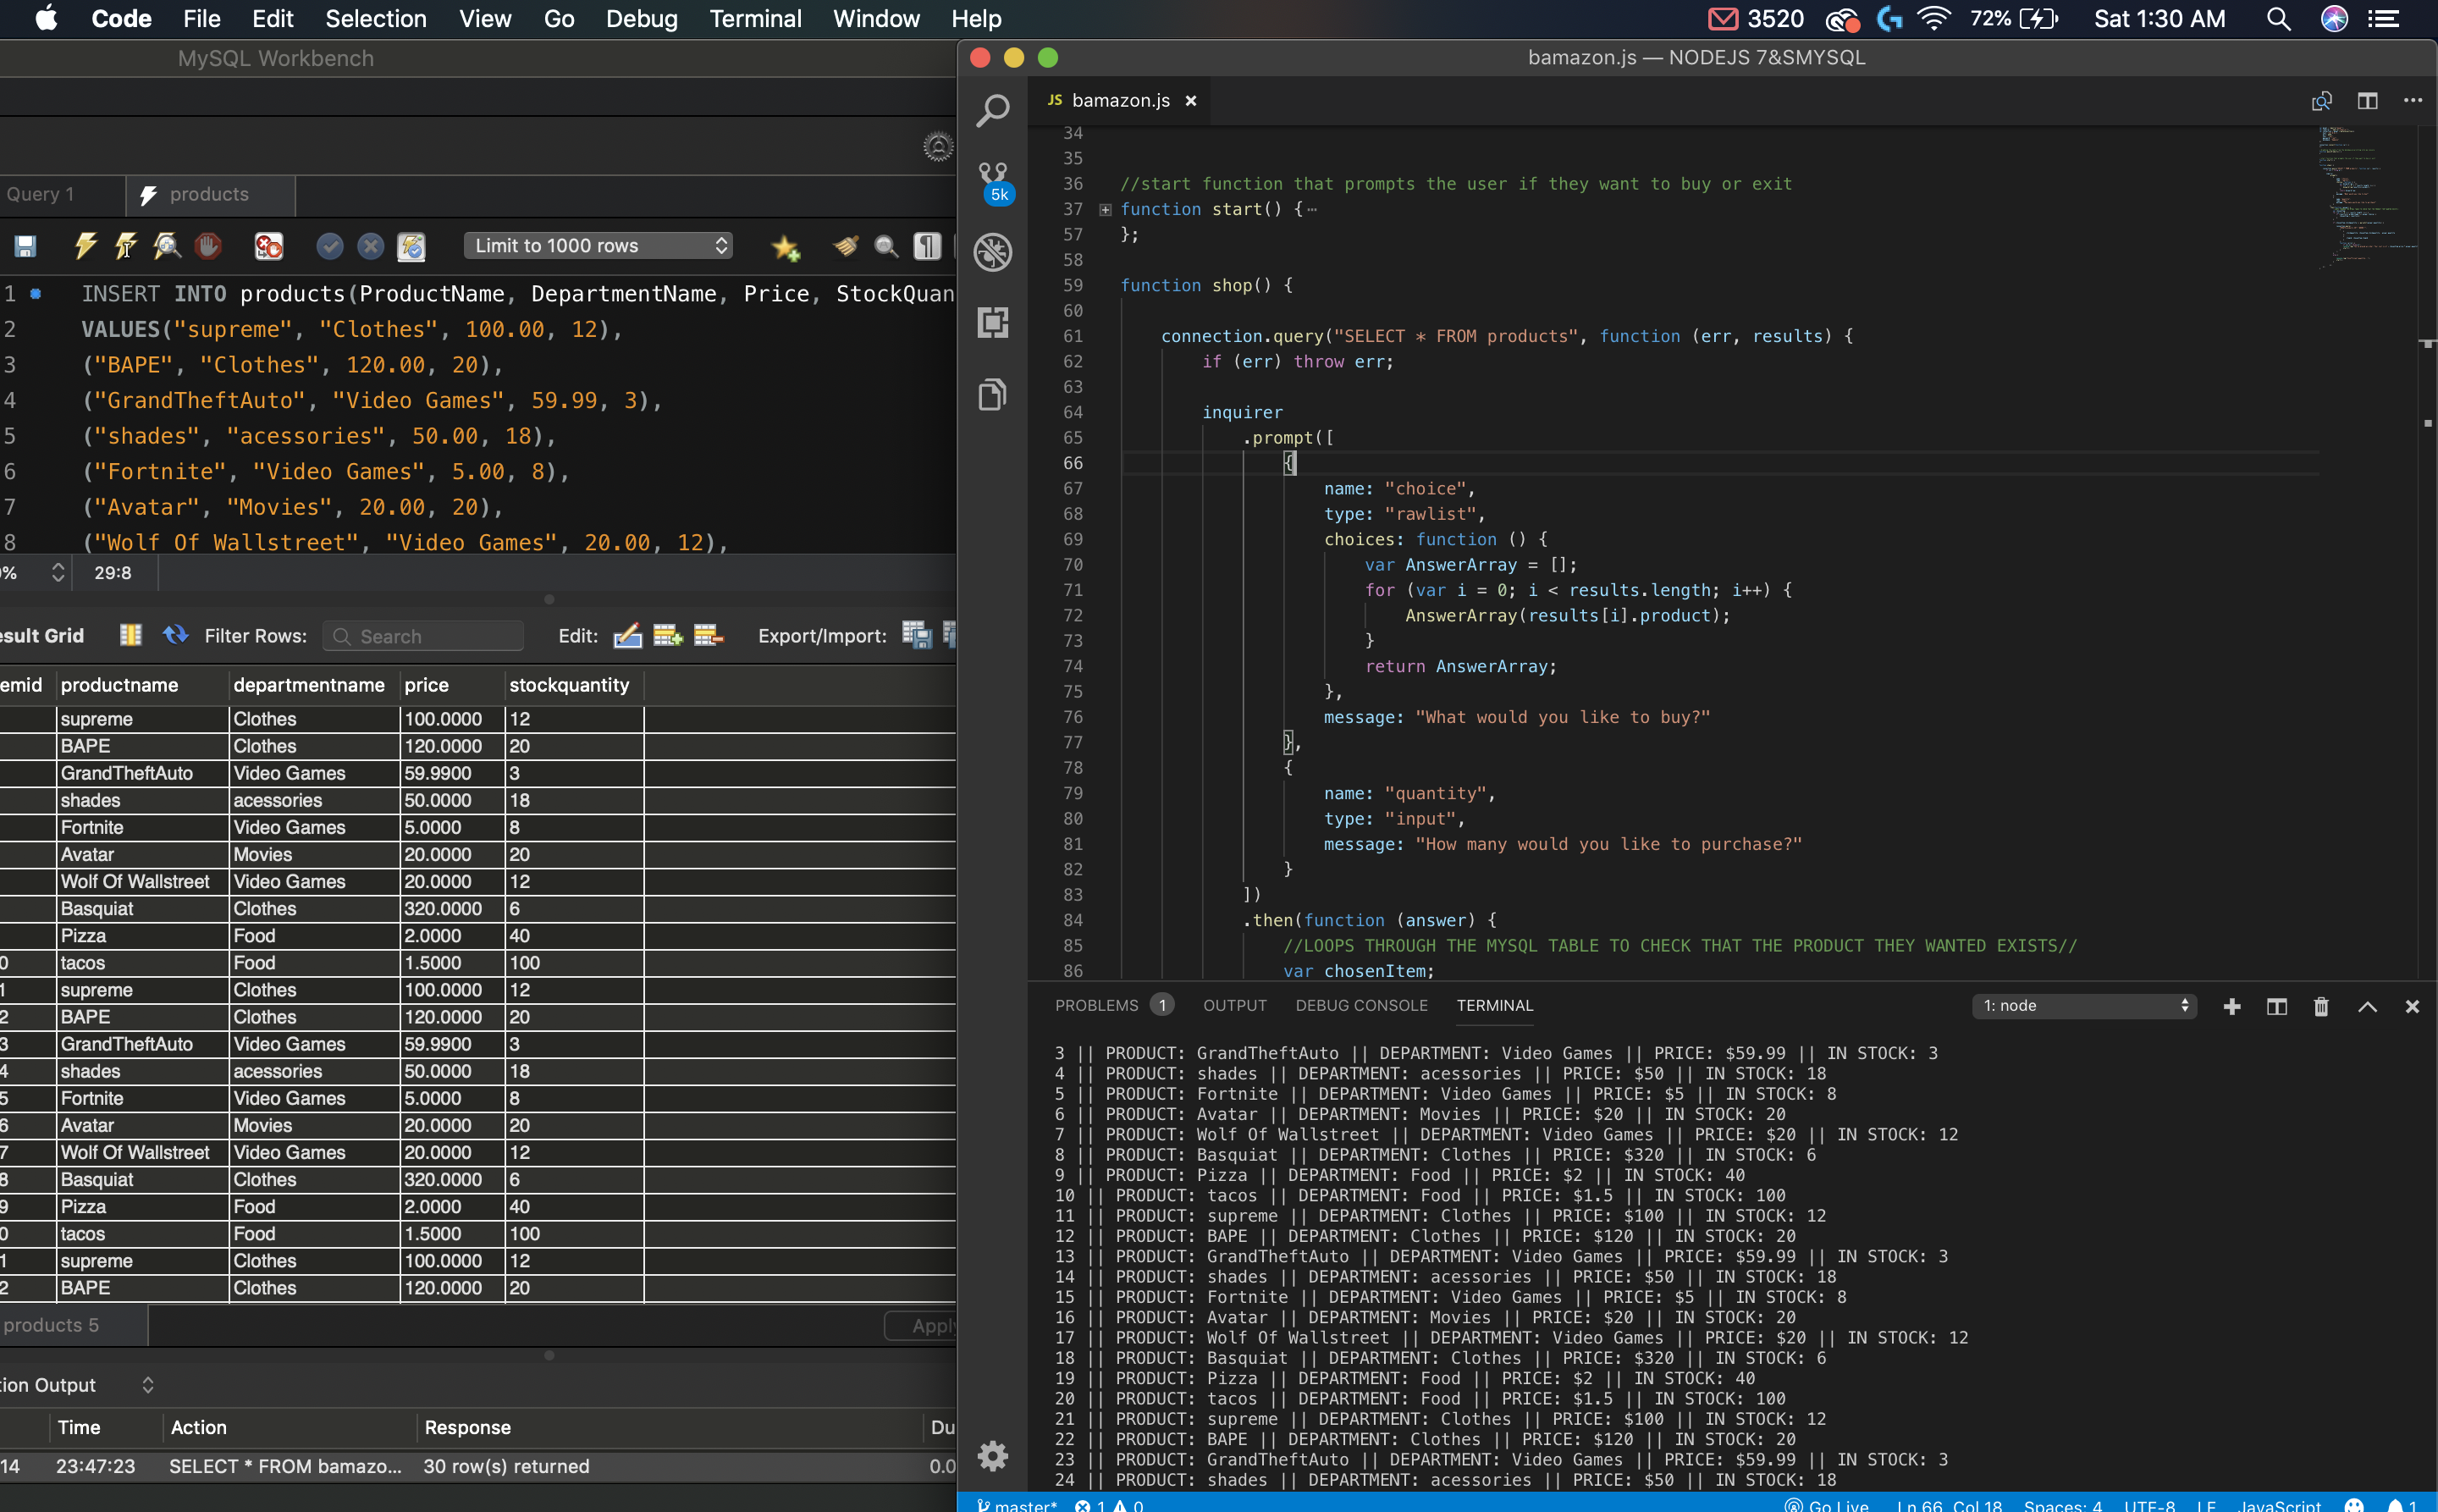 Code File Edit Selection View Go Debug Terminal Window Help 3520 72% Sat 1:30 AM
MySQL Workbench
Query 1 products
Limit to 1000 rows
1 INSERT INTO products(ProductName, DepartmentName, Price, StockQuan
2 VALUES("supreme", "Clothes", 100.00, 12),
3 ("BAPE", "Clothes", 120.00, 20),
4 ("GrandTheftAuto", "Video Games", 59.99, 3),
5 ("shades", "acessories", 50.00, 18),
6 ("Fortnite", "Video Games", 5.00, 8),
7 ("Avatar", "Movies", 20.00, 20),
8 ("Wolf Of Wallstreet", "Video Games", 20.00, 12),
% 29:8
esult Grid Filter Rows: Search Edit: Export/Import:
emid productname departmentname price stockquantity
supreme Clothes 100.0000 12
BAPE Clothes 120.0000 20
GrandTheftAuto Video Games 59.9900 3
shades acessories 50.0000 18
Fortnite Video Games 5.0000 8
Avatar Movies 20.0000 20
Wolf Of Wallstreet Video Games 20.0000 12
Basquiat Clothes 320.0000 6
Pizza Food 2.0000 40
0 tacos Food 1.5000 100
1 supreme Clothes 100.0000 12
2 BAPE Clothes 120.0000 20
3 GrandTheftAuto Video Games 59.9900 3
4 shades acessories 50.0000 18
5 Fortnite Video Games 5.0000 8
6 Avatar Movies 20.0000 20
7 Wolf Of Wallstreet Video Games 20.0000 12
8 Basquiat Clothes 320.0000 6
9 Pizza Food 2.0000 40
0 tacos Food 1.5000 100
1 supreme Clothes 100.0000 12
2 BAPE Clothes 120.0000 20
products 5 Apply
tion Output
Time Action Response Du
14 23:47:23 SELECT * FROM bamazo... 30 row(s) returned 0.0
bamazon.js — NODEJS 7&SMYSQL
JS bamazon.js
5k
34
35
36 //start function that prompts the user if they want to buy or exit
37 function start() {…
57 };
58
59 function shop() {
60
61 connection.query("SELECT * FROM products", function (err, results) {
62 if (err) throw err;
63
64 inquirer
65 .prompt([
66 {
67 name: "choice",
68 type: "rawlist",
69 choices: function () {
70 var AnswerArray = [];
71 for (var i = 0; i < results.length; i++) {
72 AnswerArray(results[i].product);
73 }
74 return AnswerArray;
75 },
76 message: "What would you like to buy?"
77 },
78 {
79 name: "quantity",
80 type: "input",
81 message: "How many would you like to purchase?"
82 }
83 ])
84 .then(function (answer) {
85 //LOOPS THROUGH THE MYSQL TABLE TO CHECK THAT THE PRODUCT THEY WANTED EXISTS//
86 var chosenItem;
PROBLEMS 1 OUTPUT DEBUG CONSOLE TERMINAL 1: node
3 || PRODUCT: GrandTheftAuto || DEPARTMENT: Video Games || PRICE: $59.99 || IN STOCK: 3
4 || PRODUCT: shades || DEPARTMENT: acessories || PRICE: $50 || IN STOCK: 18
5 || PRODUCT: Fortnite || DEPARTMENT: Video Games || PRICE: $5 || IN STOCK: 8
6 || PRODUCT: Avatar || DEPARTMENT: Movies || PRICE: $20 || IN STOCK: 20
7 || PRODUCT: Wolf Of Wallstreet || DEPARTMENT: Video Games || PRICE: $20 || IN STOCK: 12
8 || PRODUCT: Basquiat || DEPARTMENT: Clothes || PRICE: $320 || IN STOCK: 6
9 || PRODUCT: Pizza || DEPARTMENT: Food || PRICE: $2 || IN STOCK: 40
10 || PRODUCT: tacos || DEPARTMENT: Food || PRICE: $1.5 || IN STOCK: 100
11 || PRODUCT: supreme || DEPARTMENT: Clothes || PRICE: $100 || IN STOCK: 12
12 || PRODUCT: BAPE || DEPARTMENT: Clothes || PRICE: $120 || IN STOCK: 20
13 || PRODUCT: GrandTheftAuto || DEPARTMENT: Video Games || PRICE: $59.99 || IN STOCK: 3
14 || PRODUCT: shades || DEPARTMENT: acessories || PRICE: $50 || IN STOCK: 18
15 || PRODUCT: Fortnite || DEPARTMENT: Video Games || PRICE: $5 || IN STOCK: 8
16 || PRODUCT: Avatar || DEPARTMENT: Movies || PRICE: $20 || IN STOCK: 20
17 || PRODUCT: Wolf Of Wallstreet || DEPARTMENT: Video Games || PRICE: $20 || IN STOCK: 12
18 || PRODUCT: Basquiat || DEPARTMENT: Clothes || PRICE: $320 || IN STOCK: 6
19 || PRODUCT: Pizza || DEPARTMENT: Food || PRICE: $2 || IN STOCK: 40
20 || PRODUCT: tacos || DEPARTMENT: Food || PRICE: $1.5 || IN STOCK: 100
21 || PRODUCT: supreme || DEPARTMENT: Clothes || PRICE: $100 || IN STOCK: 12
22 || PRODUCT: BAPE || DEPARTMENT: Clothes || PRICE: $120 || IN STOCK: 20
23 || PRODUCT: GrandTheftAuto || DEPARTMENT: Video Games || PRICE: $59.99 || IN STOCK: 3
24 || PRODUCT: shades || DEPARTMENT: acessories || PRICE: $50 || IN STOCK: 18
master* 1 0 Go Live Ln 66, Col 18 Spaces: 4 UTF-8 LF JavaScript 1